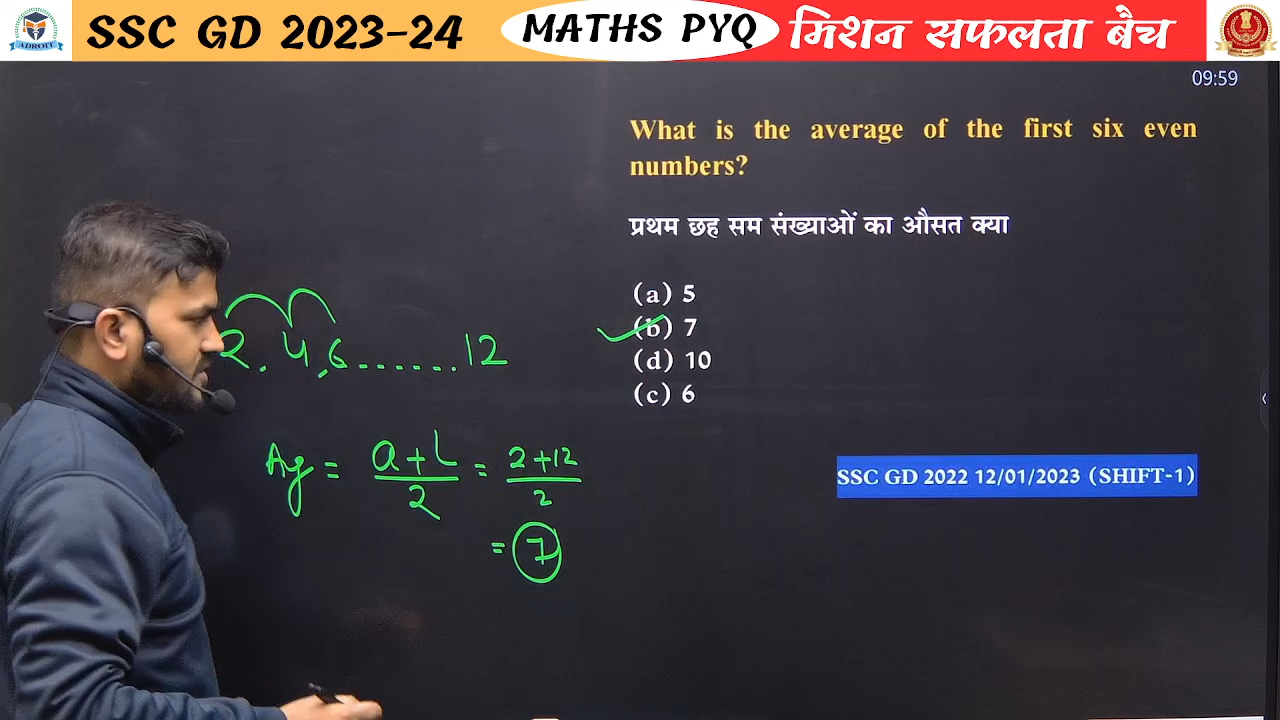 ADROIT
SSC GD 2023-24
MATHS PYQ
मिशन सफलता बैच
09:59
What is the average of the first six even
numbers?
प्रथम छह सम संख्याओं का औसत क्या
(a) 5
(b) 7
(d) 10
(c) 6
SSC GD 2022 12/01/2023 (SHIFT-1)
2, 4, 6.......12
Ag = a+L/2 = 2+12/2
= 7